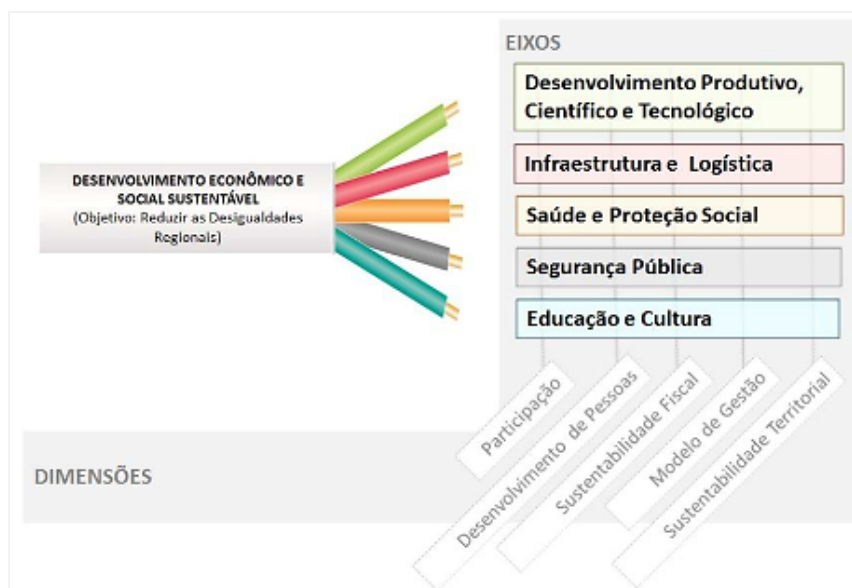 EIXOS
Desenvolvimento Produtivo,
Científico e Tecnológico
Infraestrutura e Logística
Saúde e Proteção Social
Segurança Pública
Educação e Cultura
DESENVOLVIMENTO ECONÔMICO E
SOCIAL SUSTENTÁVEL
(Objetivo: Reduzir as Desigualdades
Regionais)
DIMENSÕES
Participação
Desenvolvimento de Pessoas
Sustentabilidade Fiscal
Modelo de Gestão
Sustentabilidade Territorial